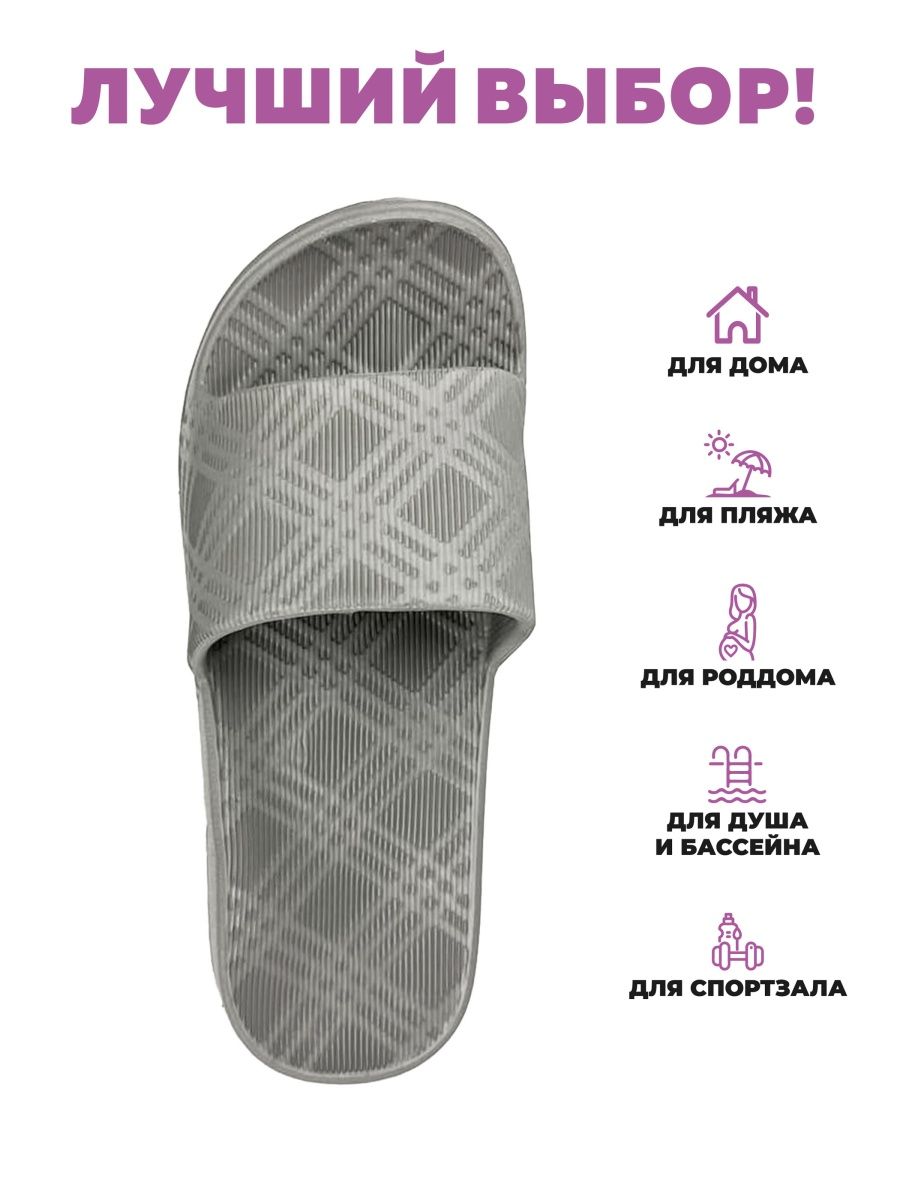 ЛУЧШИЙ ВЫБОР!
ДЛЯ ДОМА
ДЛЯ ПЛЯЖА
ДЛЯ РОДДОМА
ДЛЯ ДУША
И БАССЕЙНА
ДЛЯ СПОРТЗАЛА